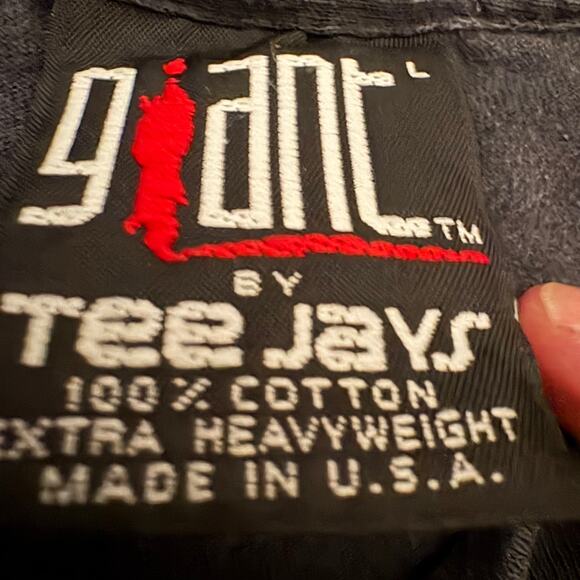 giant L
TM
BY
Tee Jays
100% COTTON
EXTRA HEAVYWEIGHT
MADE IN U.S.A.